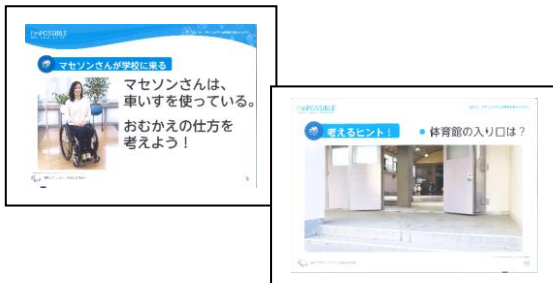 I'mPOSSIBLE
マセソンさんが学校に来る
マセソンさんは、
車いすを使っている。
おむかえの仕方を
考えよう！
I'mPOSSIBLE
考えるヒント！
● 体育館の入り口は？